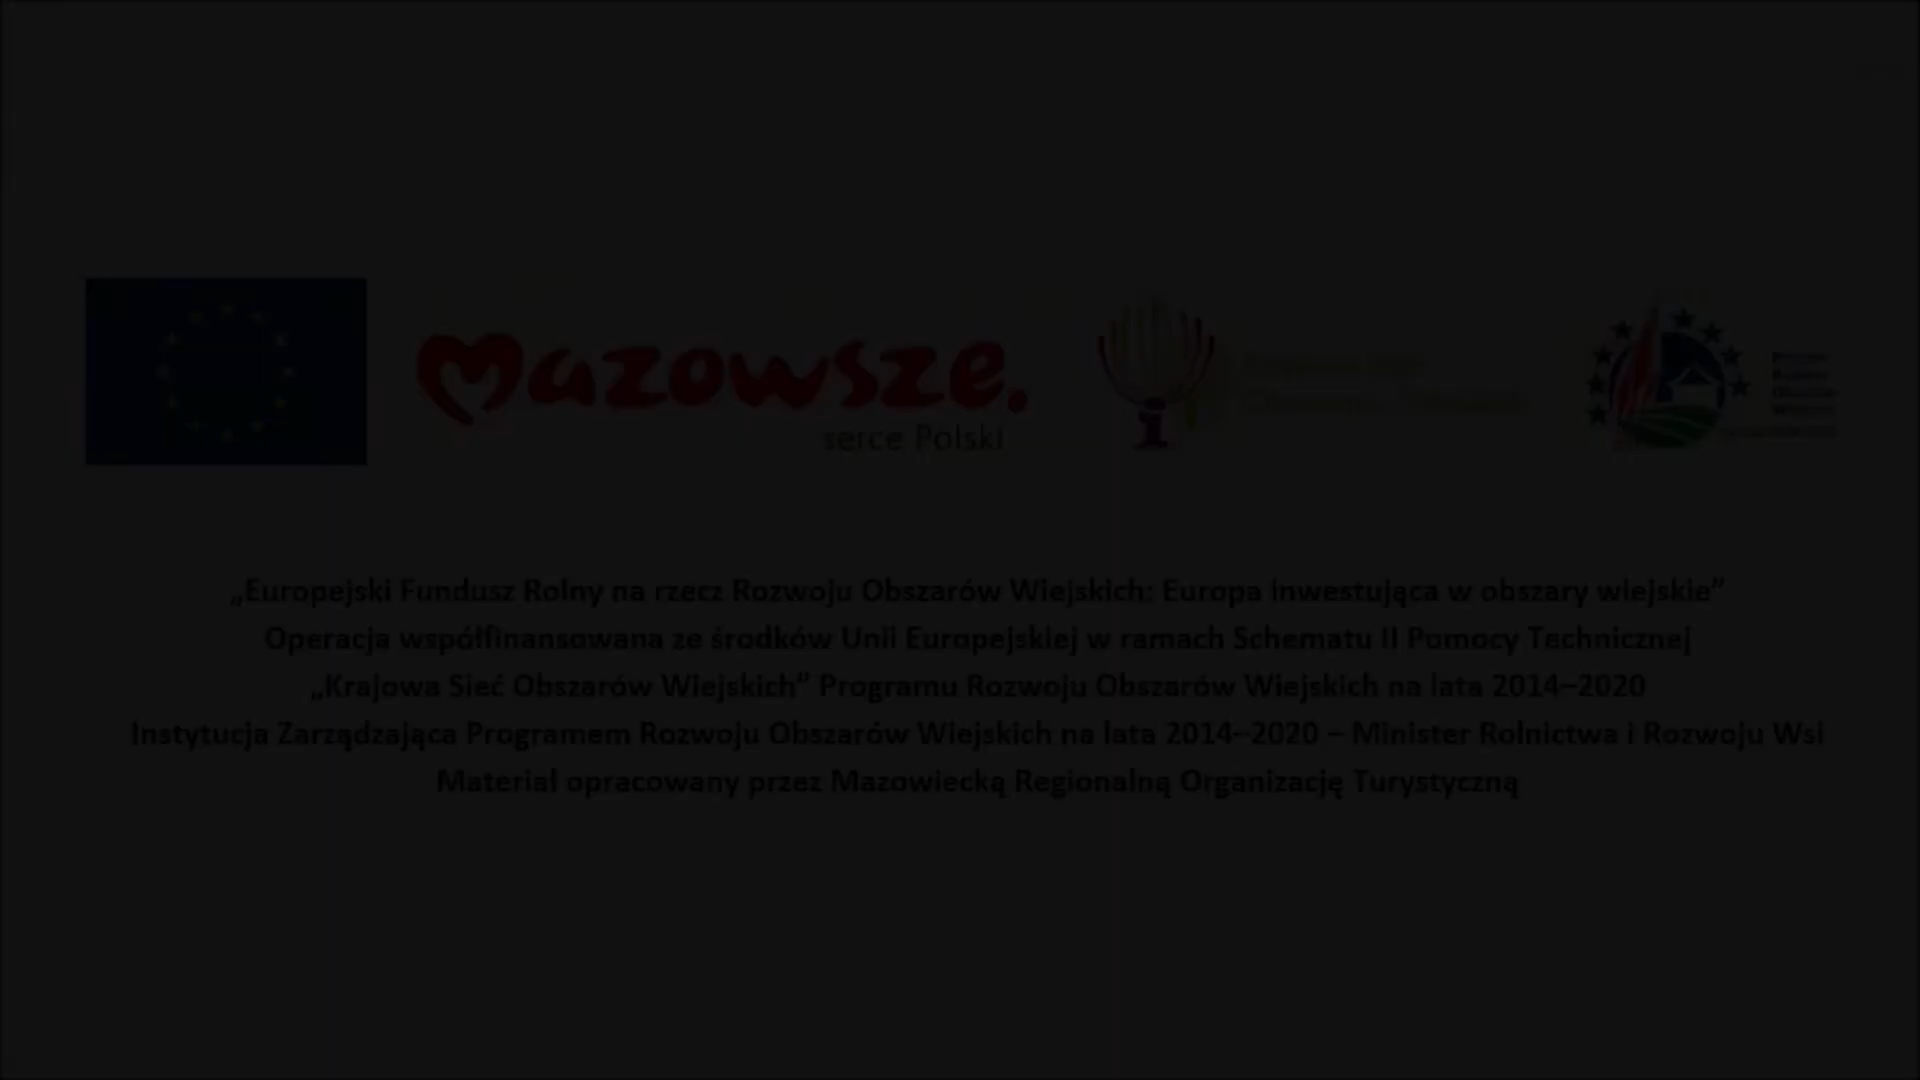 Mazowsze.
serce Polski
„Europejski Fundusz Rolny na rzecz Rozwoju Obszarów Wiejskich: Europa inwestująca w obszary wiejskie”
Operacja współfinansowana ze środków Unii Europejskiej w ramach Schematu II Pomocy Technicznej
„Krajowa Sieć Obszarów Wiejskich” Programu Rozwoju Obszarów Wiejskich na lata 2014–2020
Instytucja Zarządzająca Programem Rozwoju Obszarów Wiejskich na lata 2014–2020 – Minister Rolnictwa i Rozwoju Wsi
Materiał opracowany przez Mazowiecką Regionalną Organizację Turystyczną